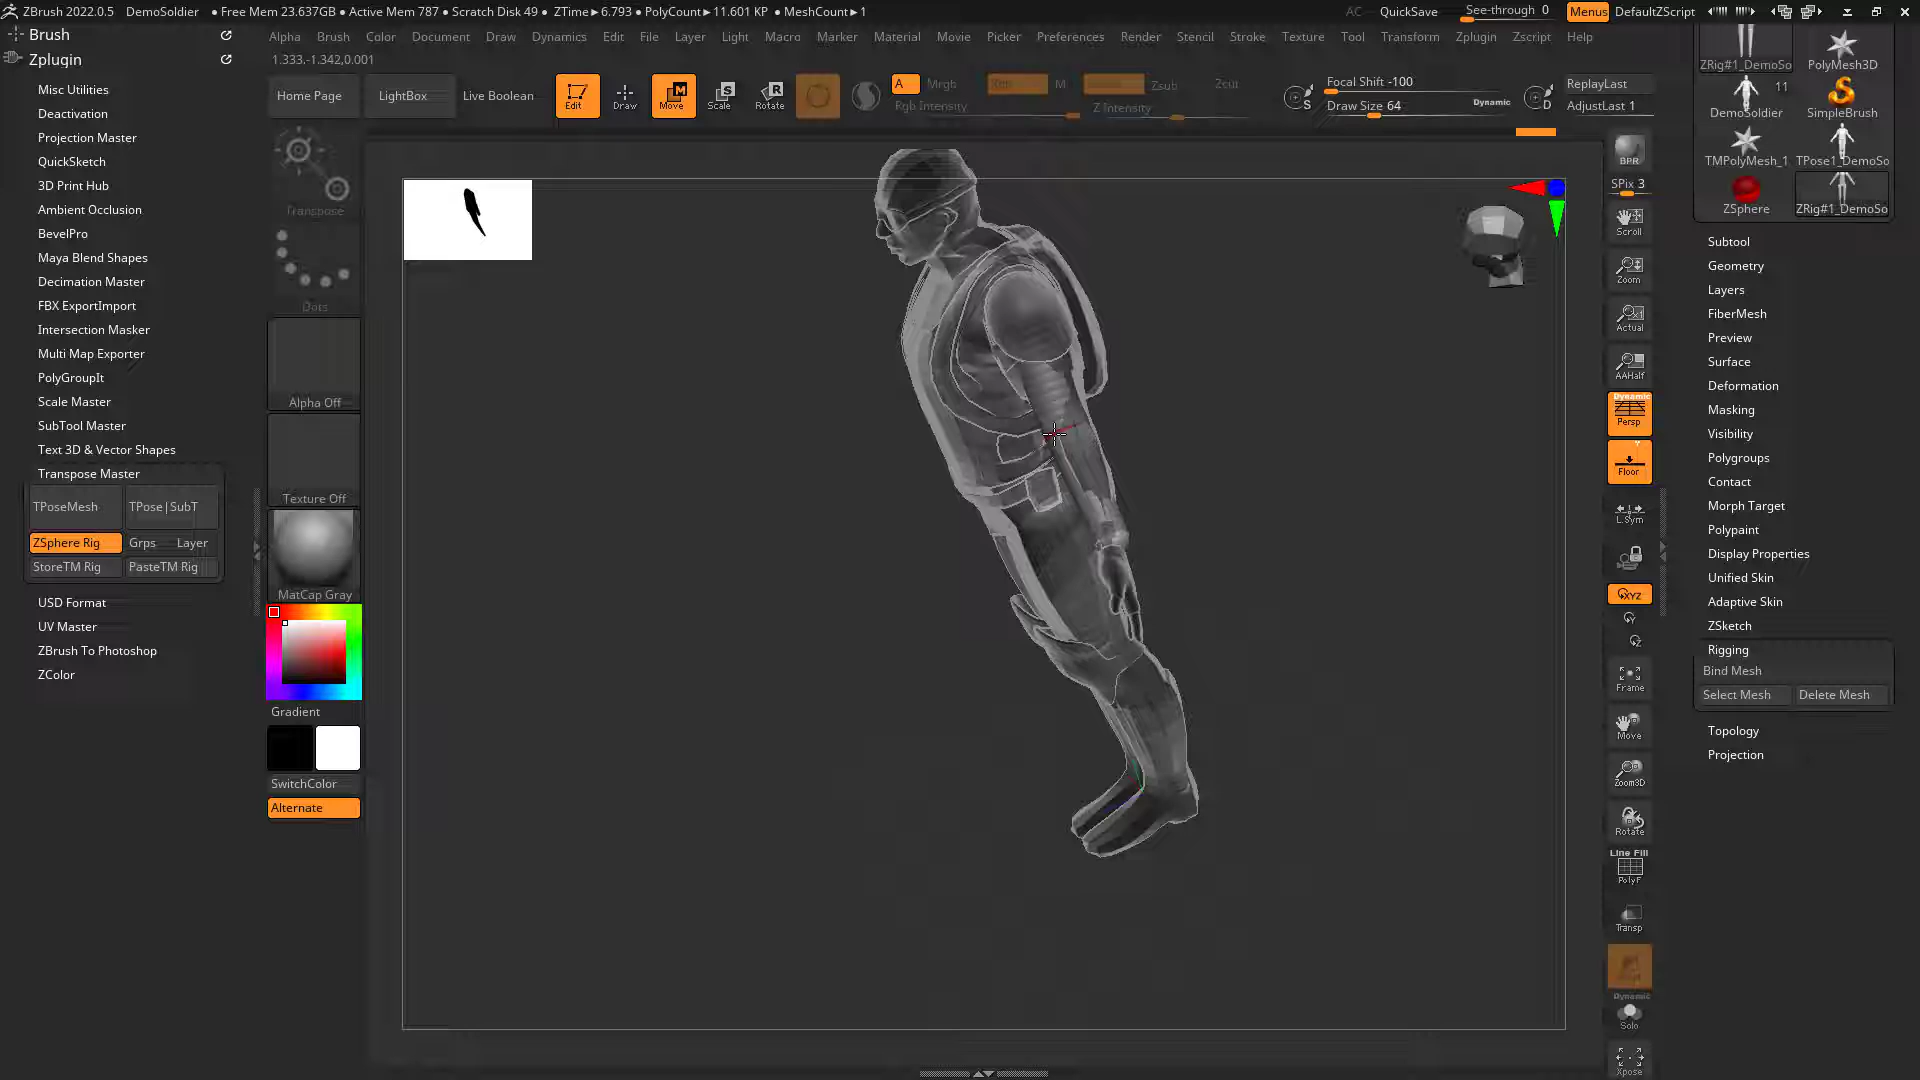 ZBrush 2022.0.5 DemoSoldier • Free Mem 23.637GB • Active Mem 787 • Scratch Disk 49 • ZTime►6.793 • PolyCount►11.601 KP • MeshCount►1 AC QuickSave See-through 0 Menus DefaultZScript
Brush
Alpha Brush Color Document Draw Dynamics Edit File Layer Light Macro Marker Material Movie Picker Preferences Render Stencil Stroke Texture Tool Transform Zplugin Zscript Help
Zplugin
1.333,-1.342,0.001
Misc Utilities
Deactivation
Projection Master
QuickSketch
3D Print Hub
Ambient Occlusion
BevelPro
Maya Blend Shapes
Decimation Master
FBX ExportImport
Intersection Masker
Multi Map Exporter
PolyGroupIt
Scale Master
SubTool Master
Text 3D & Vector Shapes
Transpose Master
TPoseMesh TPose|SubT
ZSphere Rig Grps Layer
StoreTM Rig PasteTM Rig
USD Format
UV Master
ZBrush To Photoshop
ZColor
Home Page LightBox Live Boolean
Edit Draw Move Scale Rotate
A Mrgb Rgb M Zsub Zcut
Rgb Intensity Z Intensity
S Focal Shift -100
Draw Size 64 Dynamic
D ReplayLast
AdjustLast 1
Transpose
Dots
Alpha Off
Texture Off
MatCap Gray
Gradient
SwitchColor
Alternate
BPR
SPix 3
Scroll
Zoom
Actual
AAHalf
Dynamic
Persp
Floor
L.Sym
XYZ
Frame
Move
Zoom3D
Rotate
Line Fill
PolyF
Transp
Dynamic
Solo
Xpose
ZRig#1_DemoSo PolyMesh3D
11
DemoSoldier SimpleBrush
TMPolyMesh_1 TPose1_DemoSo
ZSphere ZRig#1_DemoSo
Subtool
Geometry
Layers
FiberMesh
Preview
Surface
Deformation
Masking
Visibility
Polygroups
Contact
Morph Target
Polypaint
Display Properties
Unified Skin
Adaptive Skin
ZSketch
Rigging
Bind Mesh
Select Mesh Delete Mesh
Topology
Projection